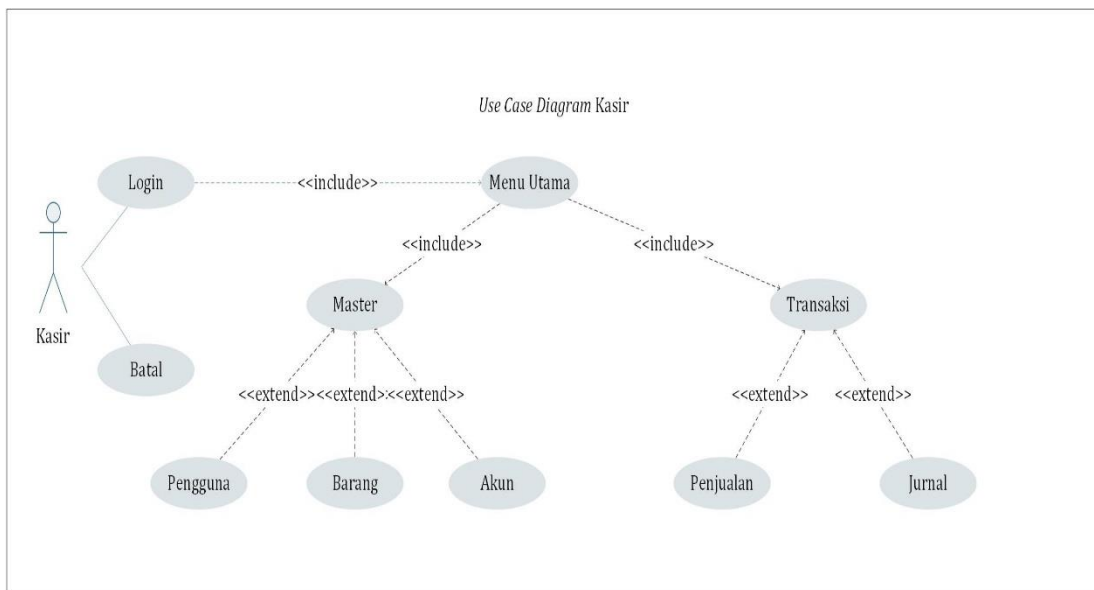 Use Case Diagram Kasir
Login
<<include>>
Menu Utama
<<include>>
<<include>>
Master
Transaksi
Kasir
Batal
<<extend>>
<<extend>>
<<extend>>
<<extend>>
<<extend>>
Pengguna
Barang
Akun
Penjualan
Jurnal